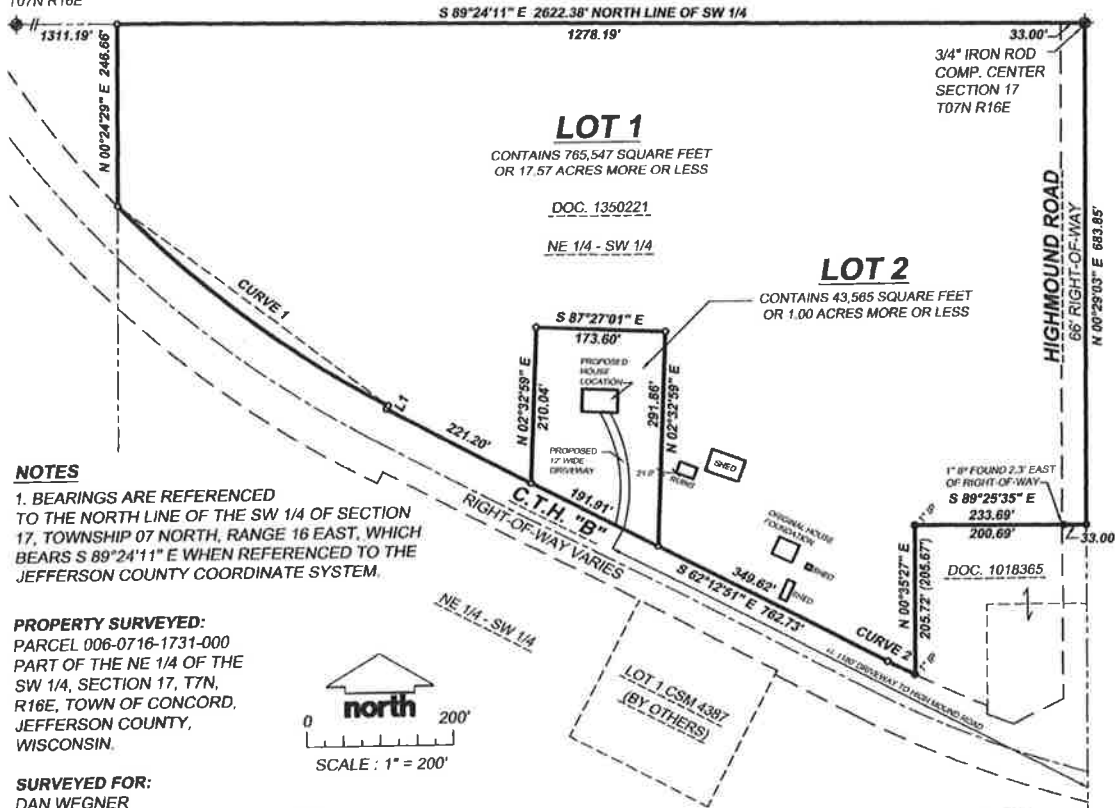 T07N R16E
S 89°24'11" E 2622.38' NORTH LINE OF SW 1/4
1311.19'
1278.19'
33.00'
3/4" IRON ROD
COMP. CENTER
SECTION 17
T07N R16E
N 00°24'29" E 246.66'
LOT 1
CONTAINS 765,547 SQUARE FEET
OR 17.57 ACRES MORE OR LESS
DOC. 1350221
NE 1/4 - SW 1/4
HIGHMOUND ROAD
66' RIGHT-OF-WAY
N 00°29'03" E 683.85'
LOT 2
CONTAINS 43,565 SQUARE FEET
OR 1.00 ACRES MORE OR LESS
CURVE 1
S 87°27'01" E
173.60'
PROPOSED
HOUSE
LOCATION
N 02°32'59" E
210.04'
291.86'
N 02°32'59" E
L1
221.20'
PROPOSED
12' WIDE
DRIVEWAY
RUINS
SHED
1" IP FOUND 2.3' EAST
OF RIGHT-OF-WAY
S 89°25'35" E
233.69'
200.69'
33.00
191.91'
C.T.H. "B"
RIGHT-OF-WAY VARIES
ORIGINAL HOUSE
FOUNDATION
SHED
SHED
349.62'
S 62°12'51" E 762.73'
N 00°35'27" E
205.72' (205.67')
1" IP
DOC. 1018365
CURVE 2
DRIVEWAY TO HIGH MOUND ROAD
NE 1/4 - SW 1/4
LOT 1 CSM 4387
(BY OTHERS)
NOTES
1. BEARINGS ARE REFERENCED
TO THE NORTH LINE OF THE SW 1/4 OF SECTION
17, TOWNSHIP 07 NORTH, RANGE 16 EAST, WHICH
BEARS S 89°24'11" E WHEN REFERENCED TO THE
JEFFERSON COUNTY COORDINATE SYSTEM.
PROPERTY SURVEYED:
PARCEL 006-0716-1731-000
PART OF THE NE 1/4 OF THE
SW 1/4, SECTION 17, T7N,
R16E, TOWN OF CONCORD,
JEFFERSON COUNTY,
WISCONSIN.
north
0 200'
SCALE : 1" = 200'
SURVEYED FOR:
DAN WEGNER